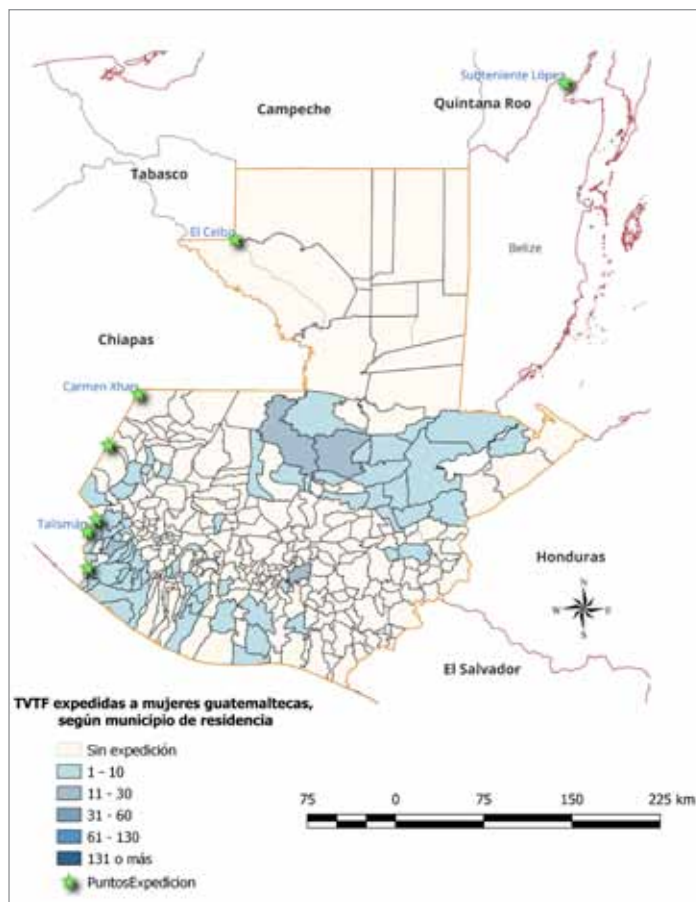 Subteniente López
Campeche
Quintana Roo
Tabasco
El Ceibo
Belize
Chiapas
Carmen Xhan
Talismán
Honduras
N
W
E
S
El Salvador
TVTF expedidas a mujeres guatemaltecas,
según municipio de residencia
Sin expedición
1 - 10
11 - 30
31 - 60
61 - 130
131 o más
PuntosExpedicion
75 0 75 150 225 km